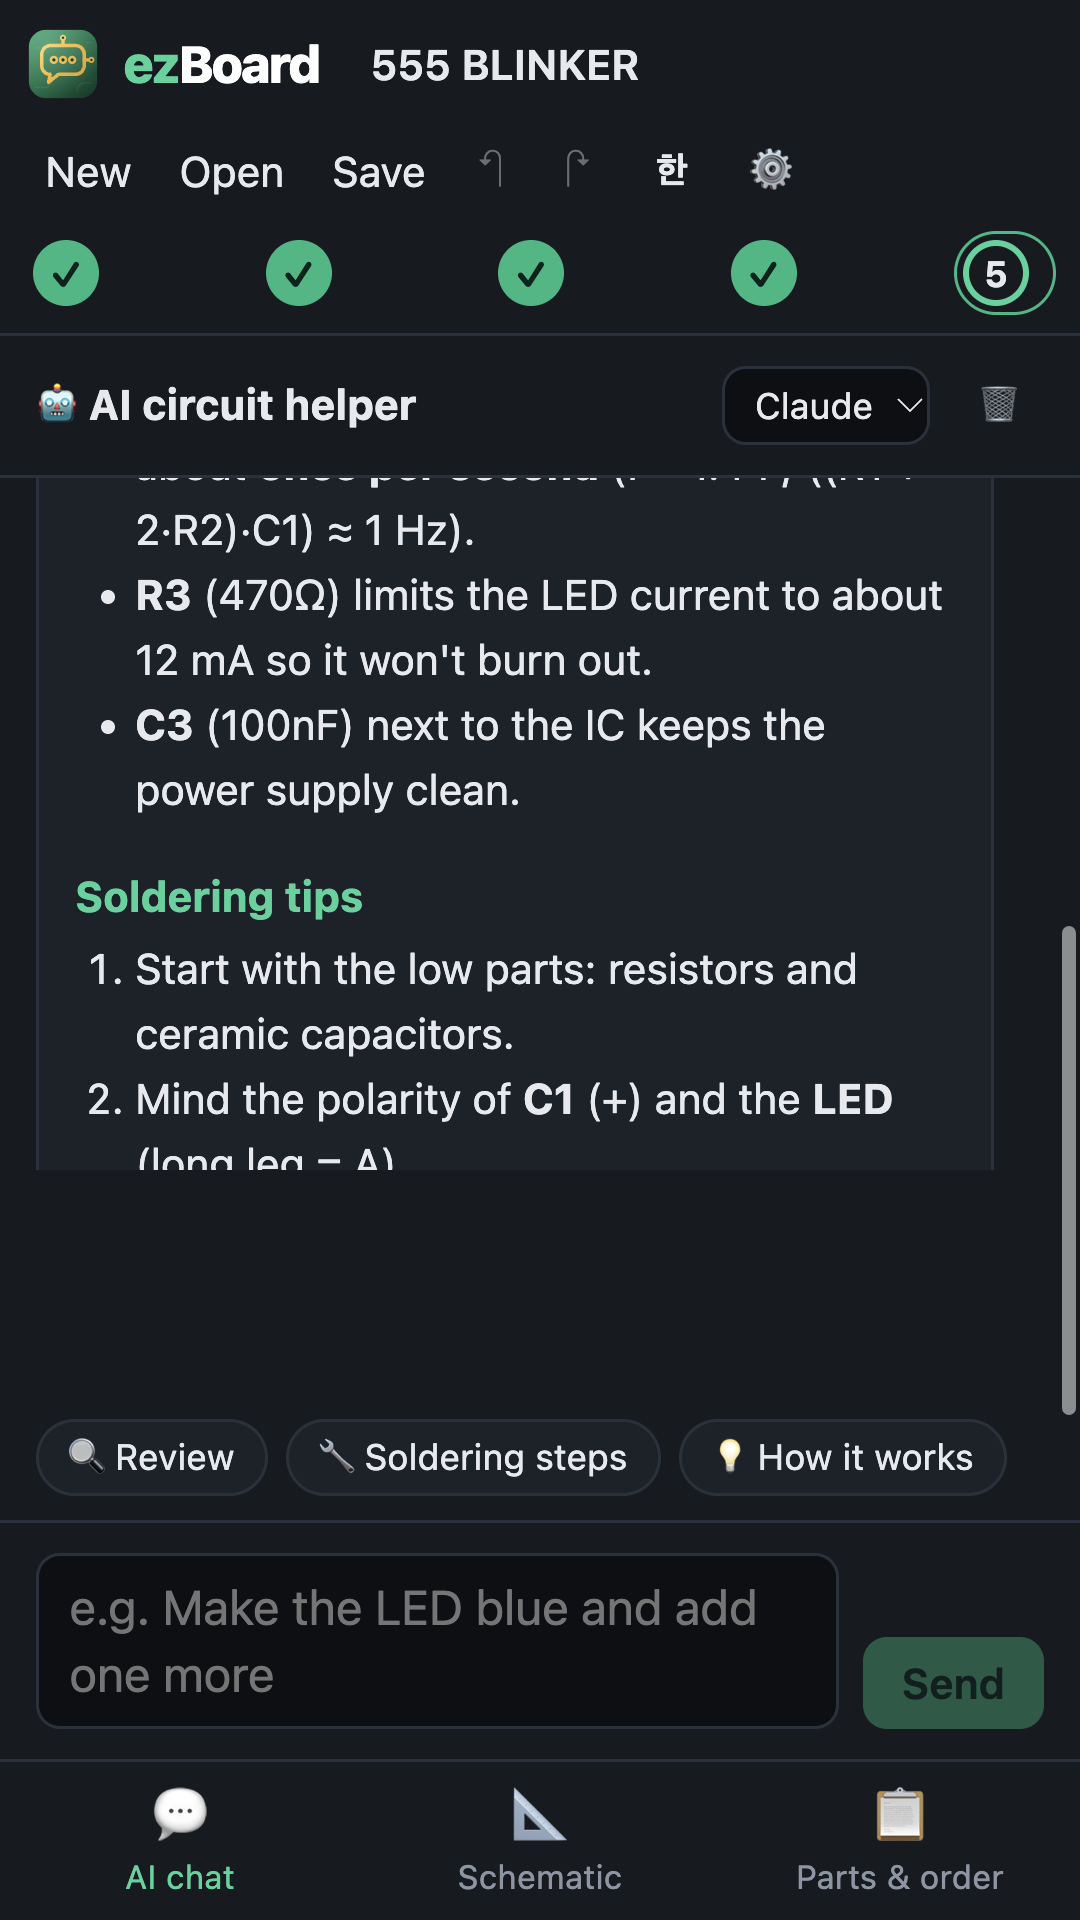 ezBoard 555 BLINKER
New Open Save 한
5
AI circuit helper Claude
2·R2)·C1) ≈ 1 Hz).
• R3 (470Ω) limits the LED current to about
12 mA so it won't burn out.
• C3 (100nF) next to the IC keeps the
power supply clean.
Soldering tips
1. Start with the low parts: resistors and
ceramic capacitors.
2. Mind the polarity of C1 (+) and the LED
(long leg = A)
Review Soldering steps How it works
e.g. Make the LED blue and add
one more
Send
AI chat Schematic Parts & order